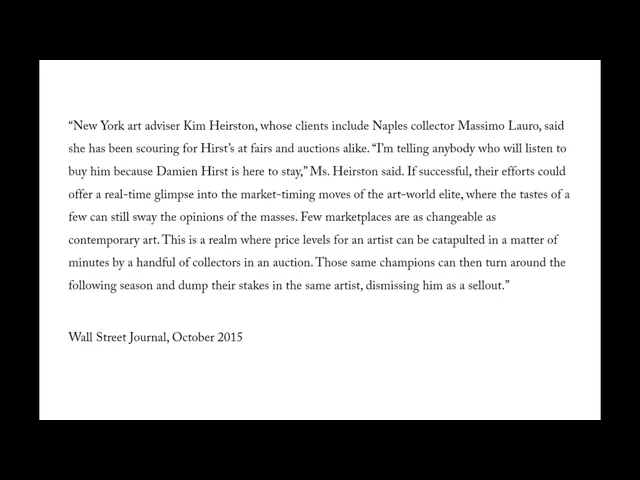 “New York art adviser Kim Heirston, whose clients include Naples collector Massimo Lauro, said
she has been scouring for Hirst’s at fairs and auctions alike. “I’m telling anybody who will listen to
buy him because Damien Hirst is here to stay,” Ms. Heirston said. If successful, their efforts could
offer a real-time glimpse into the market-timing moves of the art-world elite, where the tastes of a
few can still sway the opinions of the masses. Few marketplaces are as changeable as
contemporary art. This is a realm where price levels for an artist can be catapulted in a matter of
minutes by a handful of collectors in an auction. Those same champions can then turn around the
following season and dump their stakes in the same artist, dismissing him as a sellout.”
Wall Street Journal, October 2015